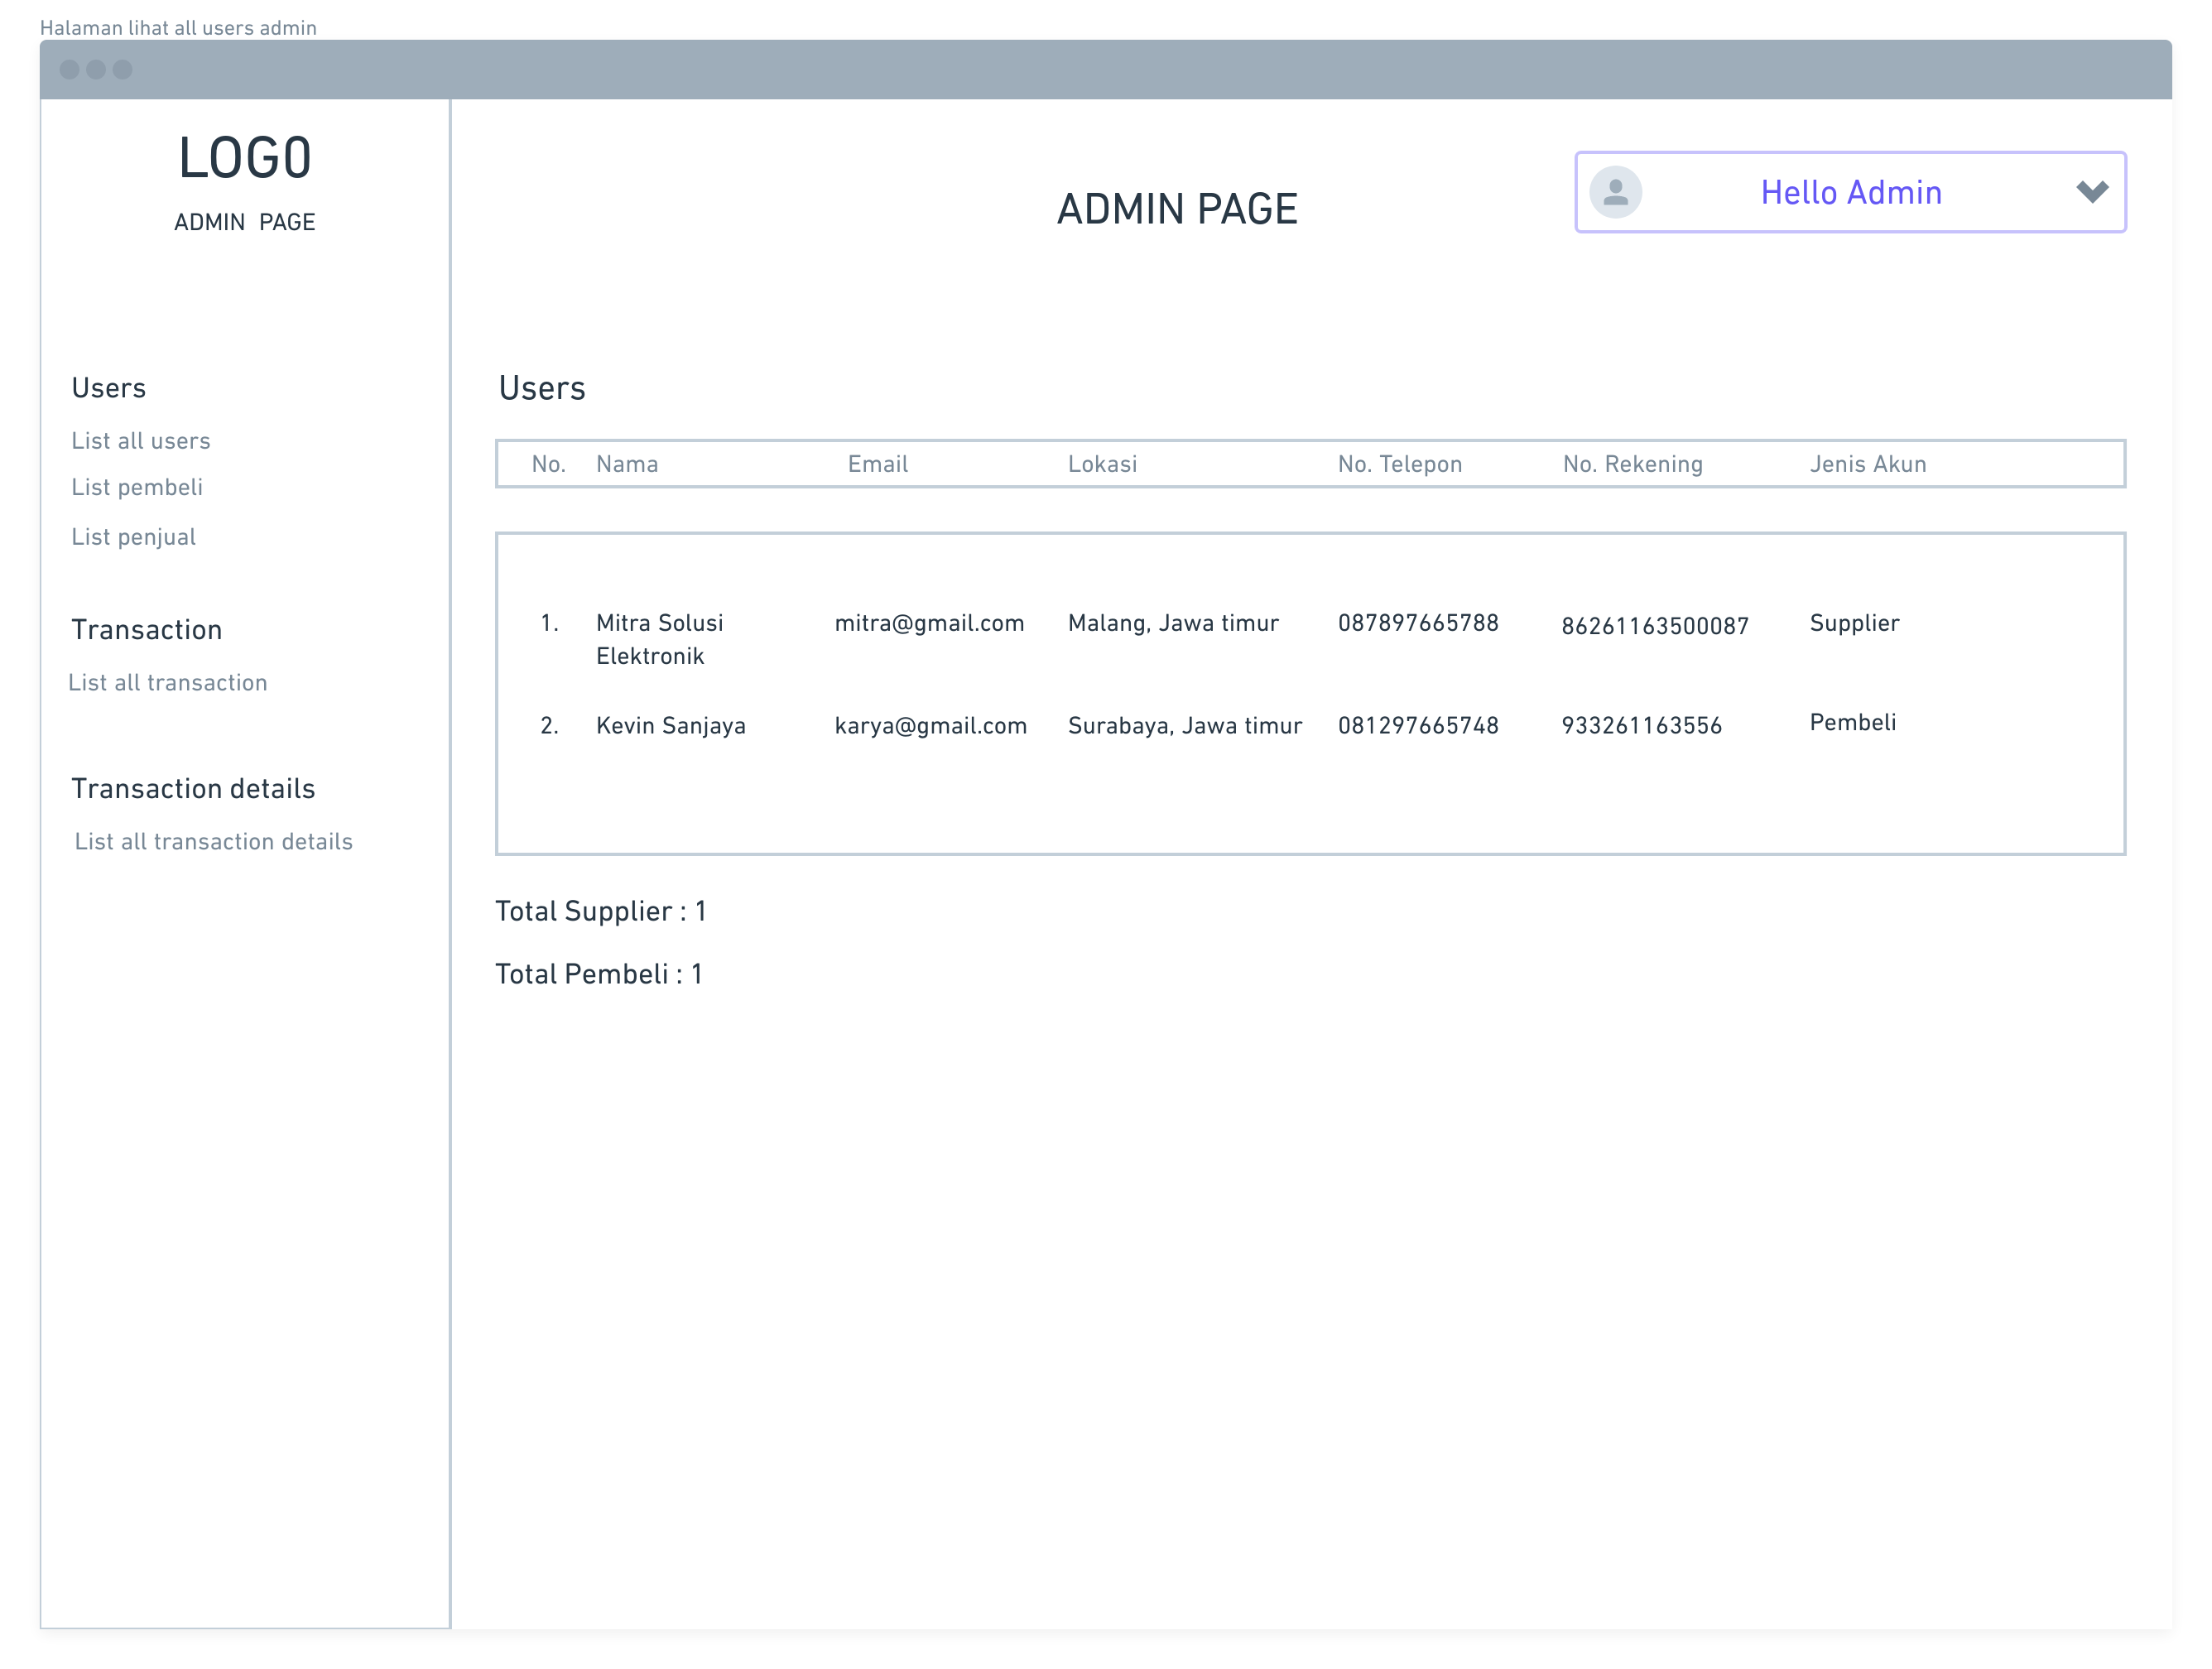 Halaman lihat all users admin
LOGO
ADMIN PAGE
ADMIN PAGE
Hello Admin
Users
List all users
List pembeli
List penjual
Transaction
List all transaction
Transaction details
List all transaction details
Users
No. Nama Email Lokasi No. Telepon No. Rekening Jenis Akun
1. Mitra Solusi mitra@gmail.com Malang, Jawa timur 087897665788 86261163500087 Supplier
Elektronik
2. Kevin Sanjaya karya@gmail.com Surabaya, Jawa timur 081297665748 933261163556 Pembeli
Total Supplier : 1
Total Pembeli : 1